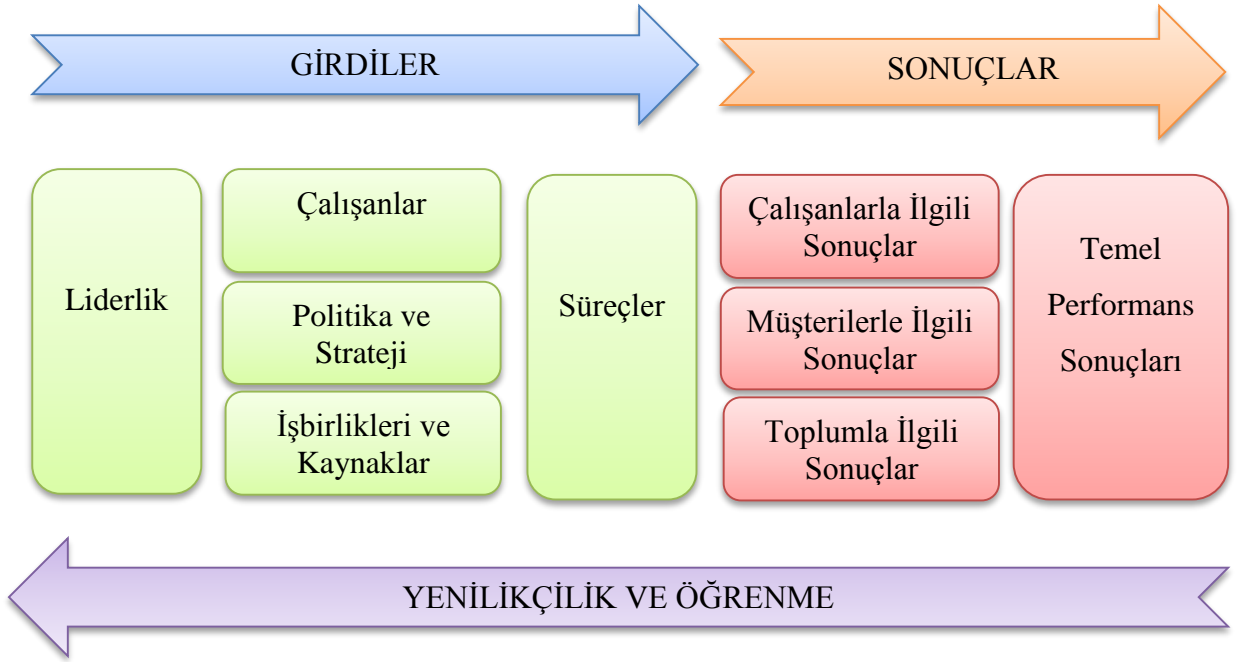 GİRDİLER
SONUÇLAR
Liderlik
Çalışanlar
Politika ve
Strateji
İşbirlikleri ve
Kaynaklar
Süreçler
Çalışanlarla İlgili
Sonuçlar
Müşterilerle İlgili
Sonuçlar
Toplumla İlgili
Sonuçlar
Temel
Performans
Sonuçları
YENİLİKÇİLİK VE ÖĞRENME